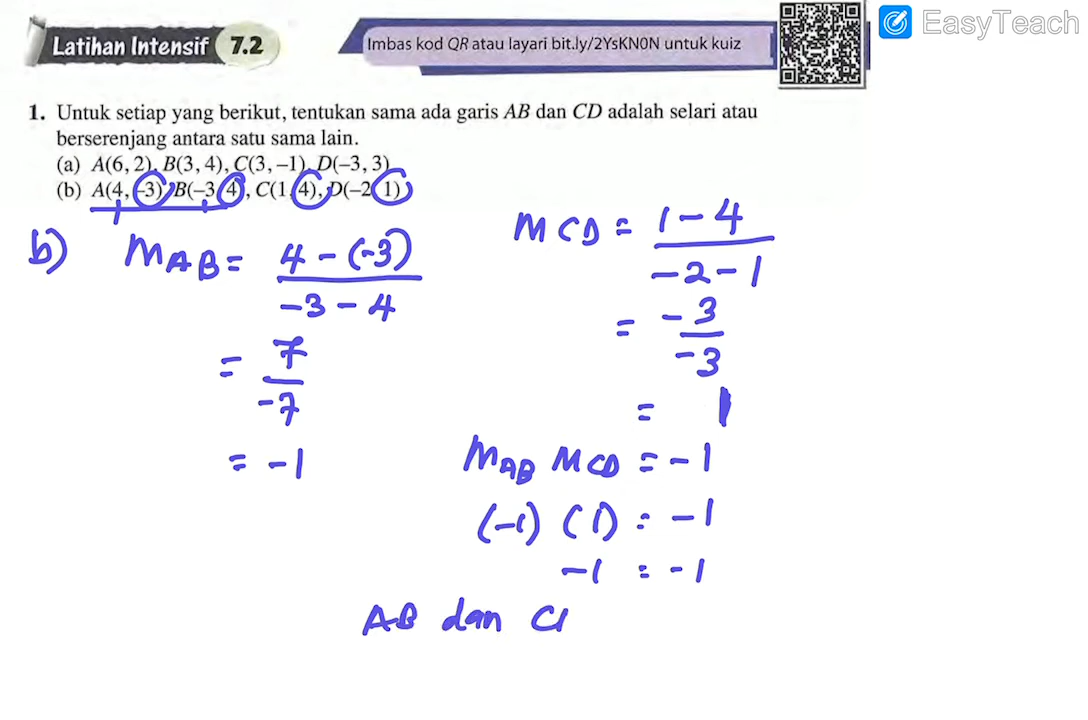 EasyTeach
Latihan Intensif 7.2
Imbas kod QR atau layari bit.ly/2YsKN0N untuk kuiz
1. Untuk setiap yang berikut, tentukan sama ada garis AB dan CD adalah selari atau
berserenjang antara satu sama lain.
(a) A(6, 2), B(3, 4), C(3, –1), D(–3, 3)
(b) A(4, –3), B(–3, 4), C(1, 4), D(–2, 1)
b) MAB = 4 - (-3) / -3 - 4
= 7 / -7
= -1
MCD = 1 - 4 / -2 - 1
= -3 / -3
= 1
MAB MCD = -1
(-1) (1) = -1
-1 = -1
AB dan C